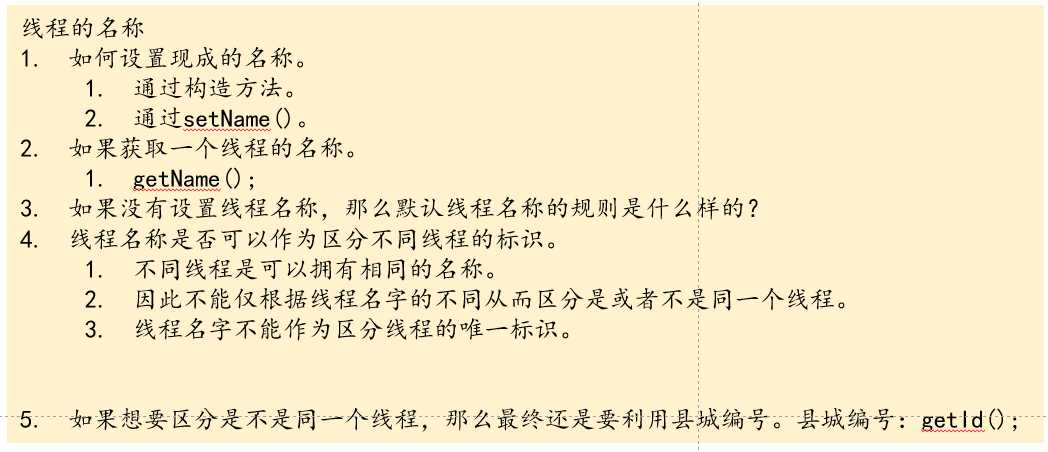 线程的名称
1. 如何设置现成的名称。
1. 通过构造方法。
2. 通过setName()。
2. 如果获取一个线程的名称。
1. getName();
3. 如果没有设置线程名称，那么默认线程名称的规则是什么样的？
4. 线程名称是否可以作为区分不同线程的标识。
1. 不同线程是可以拥有相同的名称。
2. 因此不能仅根据线程名字的不同从而区分是或者不是同一个线程。
3. 线程名字不能作为区分线程的唯一标识。
5. 如果想要区分是不是同一个线程，那么最终还是要利用县城编号。县城编号：getId();